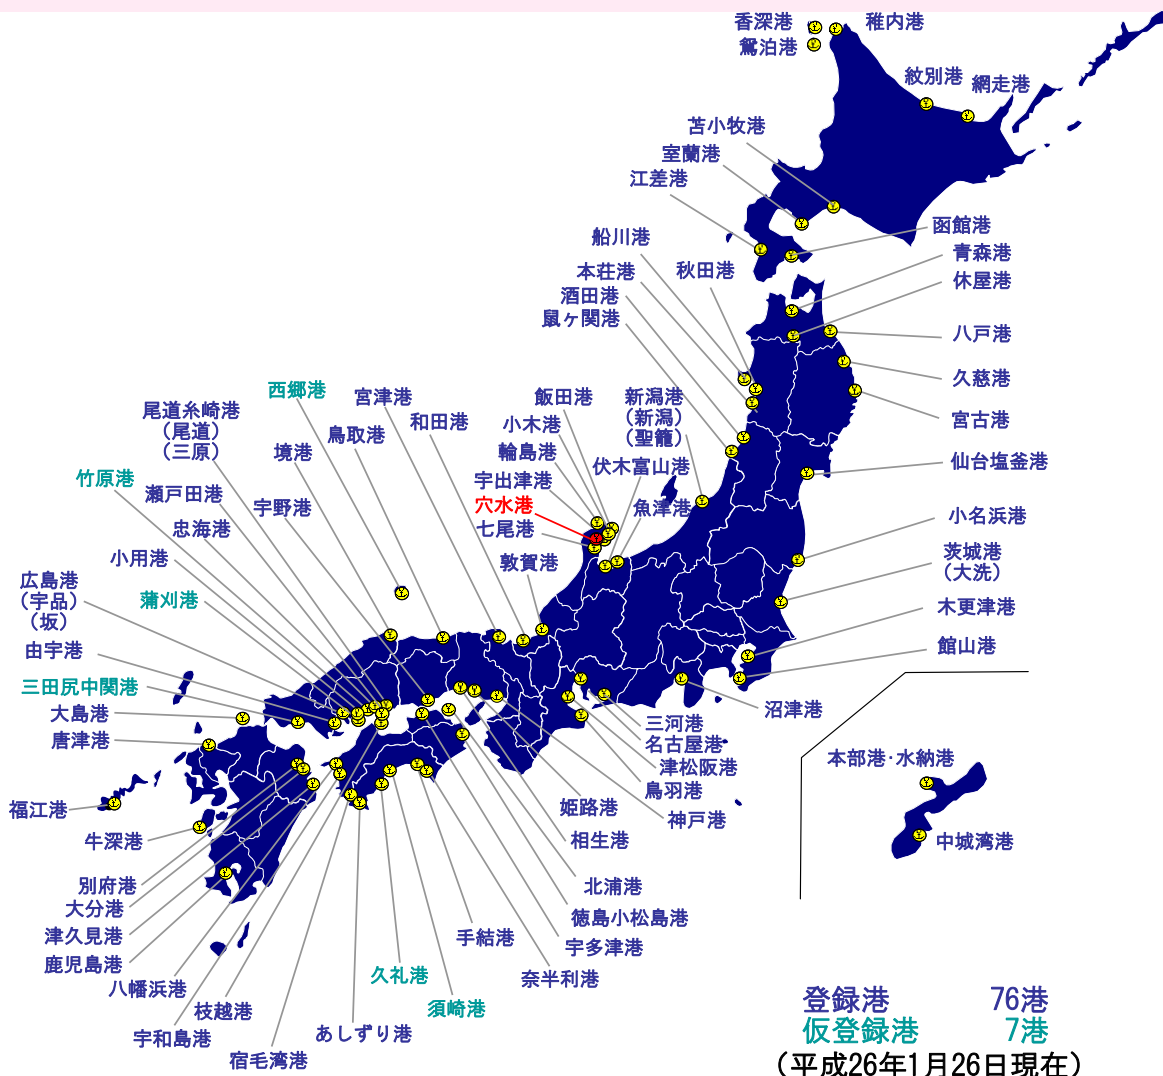 香深港
稚内港
鴛泊港
紋別港
網走港
苫小牧港
室蘭港
江差港
函館港
船川港
青森港
本荘港
秋田港
休屋港
酒田港
鼠ヶ関港
八戸港
久慈港
宮古港
仙台塩釜港
小名浜港
茨城港
(大洗)
木更津港
館山港
西郷港
宮津港
飯田港
新潟港
(新潟)
(聖籠)
尾道糸崎港
(尾道)
(三原)
鳥取港
和田港
小木港
境港
輪島港
伏木富山港
竹原港
宇出津港
瀬戸田港
宇野港
穴水港
魚津港
忠海港
七尾港
小用港
敦賀港
広島港
(宇品)
(坂)
蒲刈港
由宇港
三田尻中関港
大島港
唐津港
沼津港
三河港
名古屋港
津松阪港
鳥羽港
本部港・水納港
福江港
姫路港
神戸港
牛深港
相生港
中城湾港
別府港
北浦港
大分港
徳島小松島港
津久見港
手結港
宇多津港
鹿児島港
久礼港
奈半利港
八幡浜港
枝越港
須崎港
宇和島港
あしずり港
宿毛湾港
登録港 76港
仮登録港 7港
(平成26年1月26日現在)